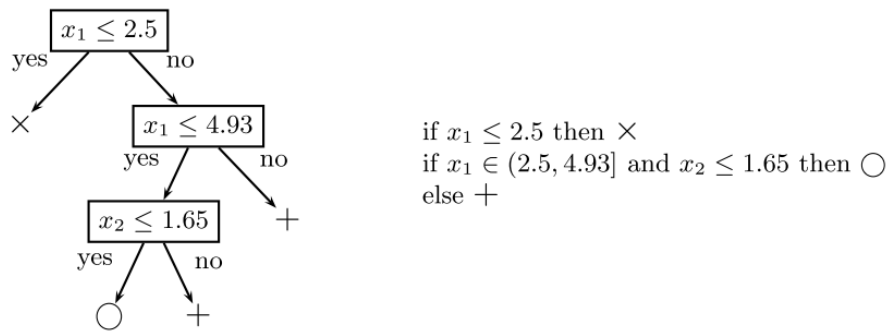 x₁ ≤ 2.5
yes
no
×
x₁ ≤ 4.93
yes
no
x₂ ≤ 1.65
+
yes
no
○
+
if x₁ ≤ 2.5 then ×
if x₁ ∈ (2.5, 4.93] and x₂ ≤ 1.65 then ○
else +